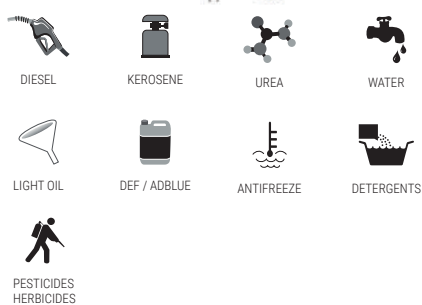 DIESEL
KEROSENE
UREA
WATER
LIGHT OIL
DEF / ADBLUE
ANTIFREEZE
DETERGENTS
PESTICIDES
HERBICIDES